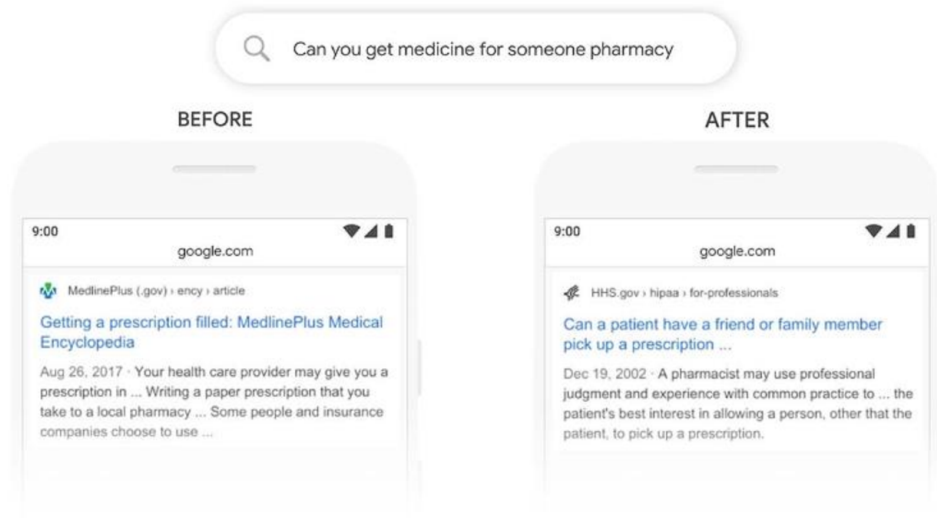 Can you get medicine for someone pharmacy
BEFORE
9:00
google.com
MedlinePlus (.gov) › ency › article
Getting a prescription filled: MedlinePlus Medical
Encyclopedia
Aug 26, 2017 · Your health care provider may give you a
prescription in ... Writing a paper prescription that you
take to a local pharmacy ... Some people and insurance
companies choose to use ...
AFTER
9:00
google.com
HHS.gov › hipaa › for-professionals
Can a patient have a friend or family member
pick up a prescription ...
Dec 19, 2002 · A pharmacist may use professional
judgment and experience with common practice to ... the
patient's best interest in allowing a person, other that the
patient, to pick up a prescription.